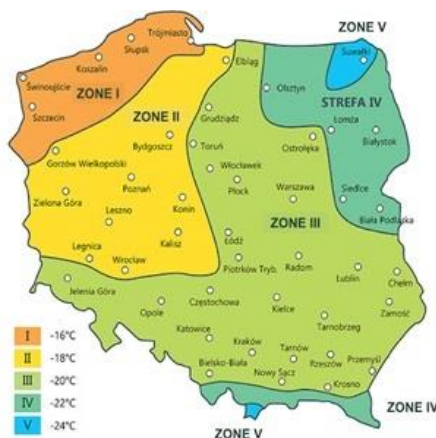 ZONE V
Trójmiasto
Słupsk
Koszalin
Elbląg
Suwałki
Świnoujście
ZONE I
Olsztyn
Szczecin
ZONE II
Grudziądz
STREFA IV
Łomża
Bydgoszcz
Toruń
Białystok
Gorzów Wielkopolski
Ostrołęka
Włocławek
Poznań
Płock
Warszawa
Siedlce
Zielona Góra
Leszno
Konin
Biała Podlaska
ZONE III
Kalisz
Łódź
Legnica
Wrocław
Piotrków Tryb.
Radom
Lublin
Chełm
Jelenia Góra
Częstochowa
Opole
Kielce
Zamość
Tarnobrzeg
I -16°C
Katowice
II -18°C
Kraków
Tarnów
III -20°C
Bielsko-Biała
Rzeszów
Przemyśl
Nowy Sącz
IV -22°C
Krosno
V -24°C
ZONE IV
ZONE V